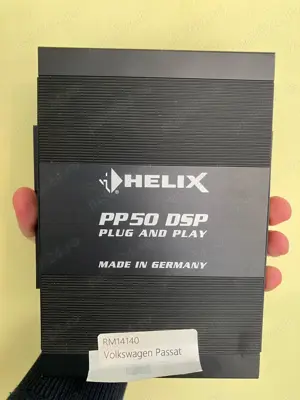 HELIX
PP50 DSP
PLUG AND PLAY
MADE IN GERMANY
RM14140
Volkswagen Passat